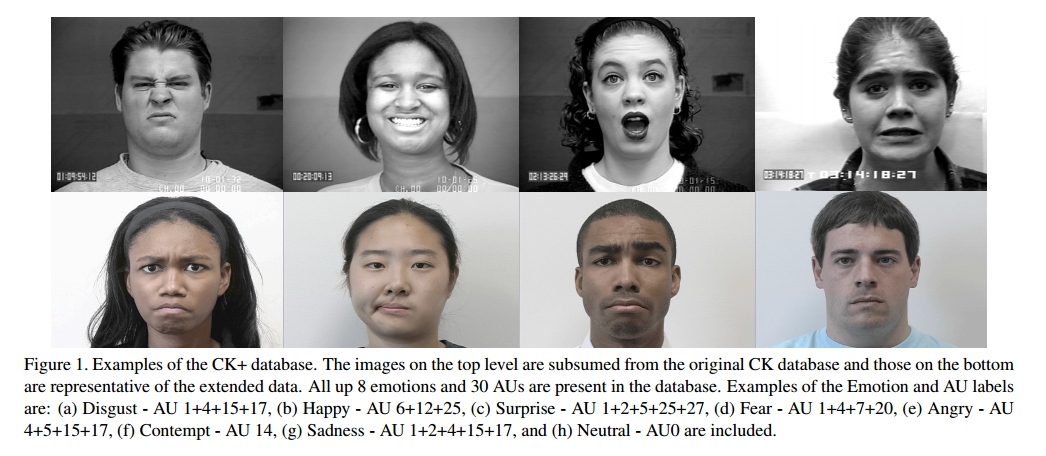 01:09:54:12
00:20:09:13
02:13:26:29
03:14:18:27
03:14:18:27
Figure 1. Examples of the CK+ database. The images on the top level are subsumed from the original CK database and those on the bottom
are representative of the extended data. All up 8 emotions and 30 AUs are present in the database. Examples of the Emotion and AU labels
are: (a) Disgust - AU 1+4+15+17, (b) Happy - AU 6+12+25, (c) Surprise - AU 1+2+5+25+27, (d) Fear - AU 1+4+7+20, (e) Angry - AU
4+5+15+17, (f) Contempt - AU 14, (g) Sadness - AU 1+2+4+15+17, and (h) Neutral - AU0 are included.